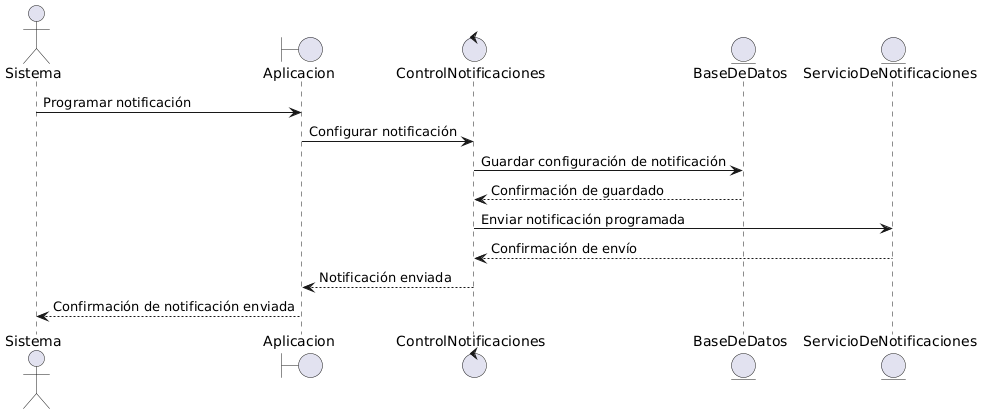 Sistema
Aplicacion
ControlNotificaciones
BaseDeDatos
ServicioDeNotificaciones
Programar notificación
Configurar notificación
Guardar configuración de notificación
Confirmación de guardado
Enviar notificación programada
Confirmación de envío
Notificación enviada
Confirmación de notificación enviada
Sistema
Aplicacion
ControlNotificaciones
BaseDeDatos
ServicioDeNotificaciones